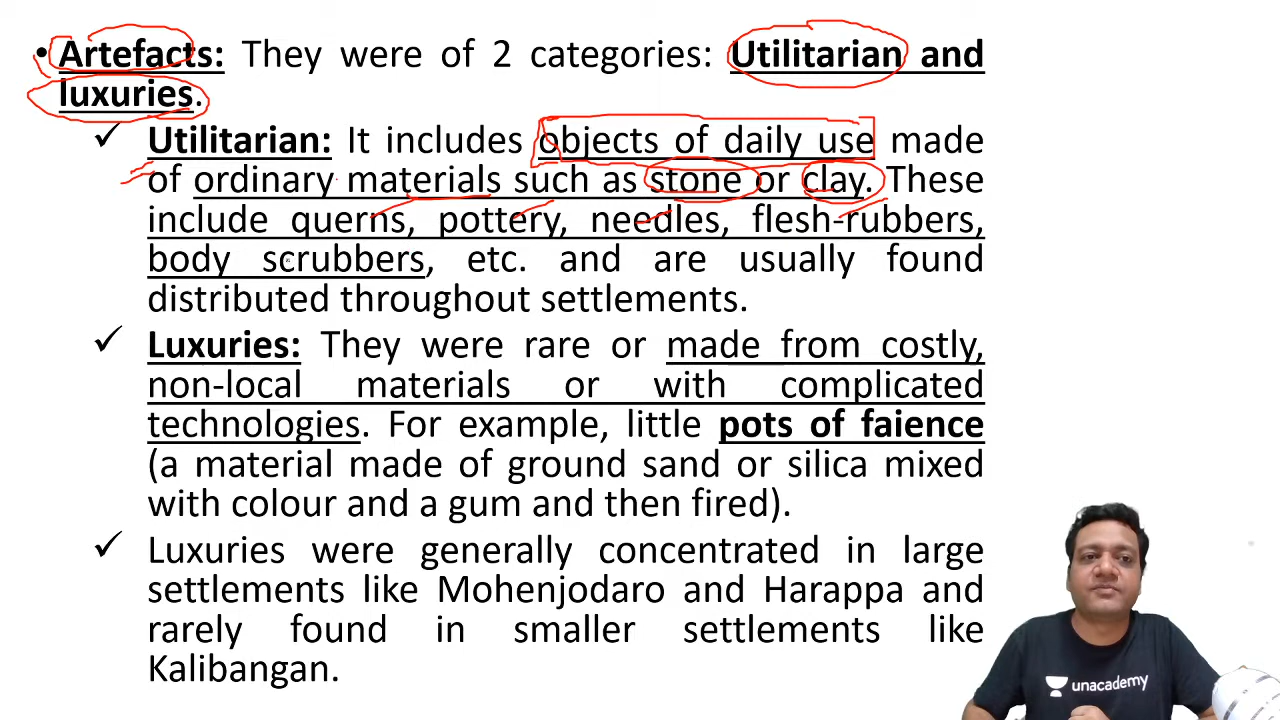 • Artefacts: They were of 2 categories: Utilitarian and
luxuries.
✓ Utilitarian: It includes objects of daily use made
of ordinary materials such as stone or clay. These
include querns, pottery, needles, flesh-rubbers,
body scrubbers, etc. and are usually found
distributed throughout settlements.
✓ Luxuries: They were rare or made from costly,
non-local materials or with complicated
technologies. For example, little pots of faience
(a material made of ground sand or silica mixed
with colour and a gum and then fired).
✓ Luxuries were generally concentrated in large
settlements like Mohenjodaro and Harappa and
rarely found in smaller settlements like
Kalibangan.
unacademy